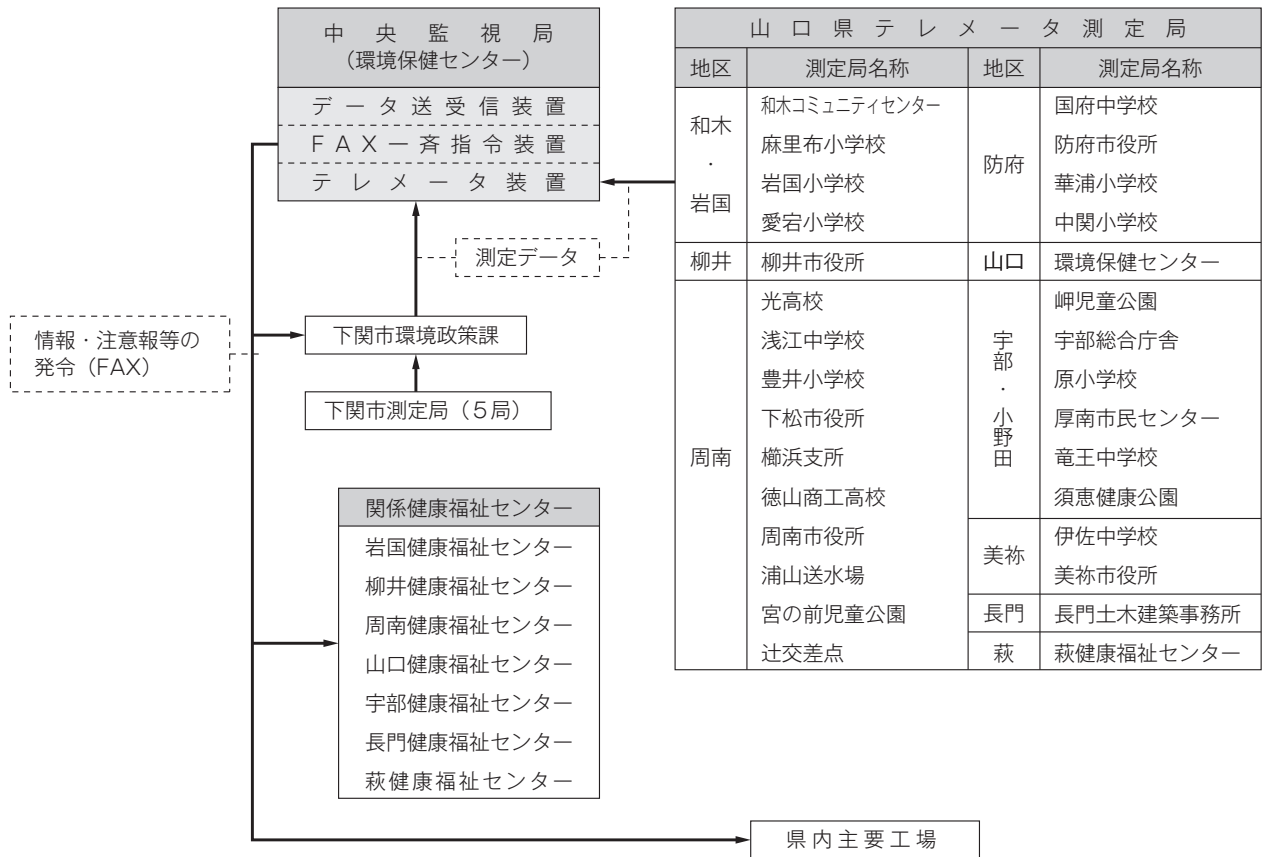 中央監視局
(環境保健センター)
データ送受信装置
FAX一斉指令装置
テレメータ装置
測定データ
情報・注意報等の
発令(FAX)
下関市環境政策課
下関市測定局(5局)
関係健康福祉センター
岩国健康福祉センター
柳井健康福祉センター
周南健康福祉センター
山口健康福祉センター
宇部健康福祉センター
長門健康福祉センター
萩健康福祉センター
県内主要工場
山口県テレメータ測定局
地区 測定局名称 地区 測定局名称
和木・岩国
和木コミュニティセンター
麻里布小学校
岩国小学校
愛宕小学校
柳井 柳井市役所
周南
光高校
浅江中学校
豊井小学校
下松市役所
櫛浜支所
徳山商工高校
周南市役所
浦山送水場
宮の前児童公園
辻交差点
防府
国府中学校
防府市役所
華浦小学校
中関小学校
山口 環境保健センター
宇部・小野田
岬児童公園
宇部総合庁舎
原小学校
厚南市民センター
竜王中学校
須恵健康公園
美祢
伊佐中学校
美祢市役所
長門 長門土木建築事務所
萩 萩健康福祉センター